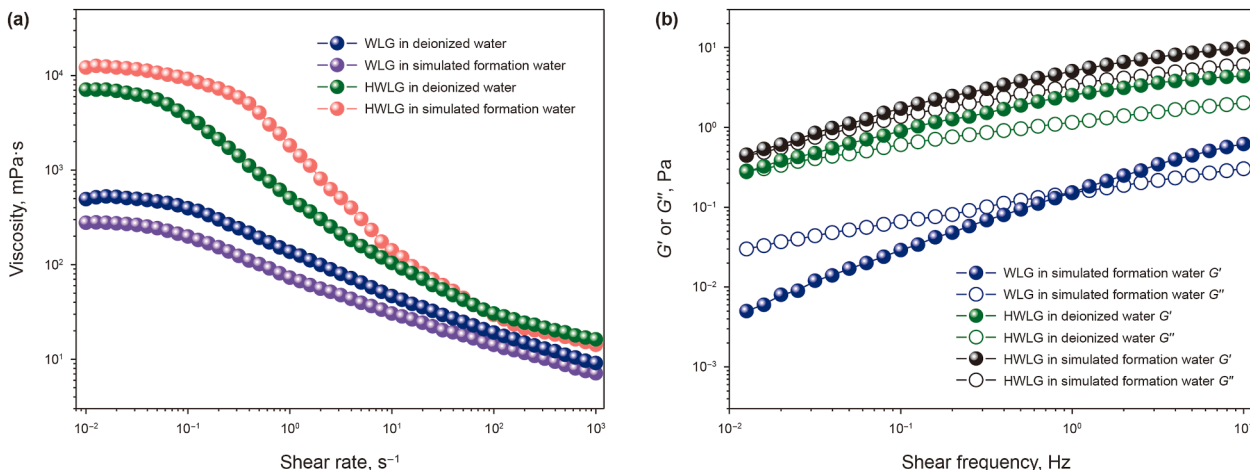 (a)
WLG in deionized water
WLG in simulated formation water
HWLG in deionized water
HWLG in simulated formation water
Viscosity, mPa·s
10⁴
10³
10²
10¹
10⁻²
10⁻¹
10⁰
10¹
10²
10³
Shear rate, s⁻¹
(b)
G′ or G″, Pa
10¹
10⁰
10⁻¹
10⁻²
10⁻³
WLG in simulated formation water G′
WLG in simulated formation water G″
HWLG in deionized water G′
HWLG in deionized water G″
HWLG in simulated formation water G′
HWLG in simulated formation water G″
10⁻²
10⁻¹
10⁰
Shear frequency, Hz